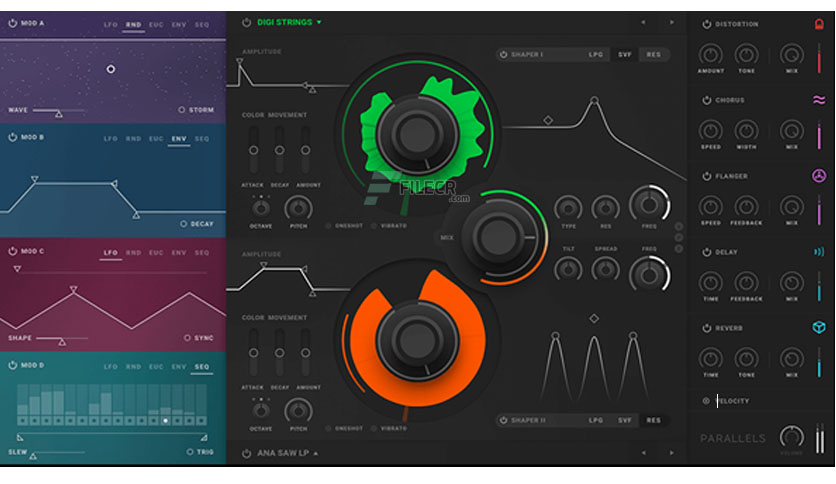 MOD A LFO RND EUC ENV SEQ
WAVE STORM
MOD B LFO RND EUC ENV SEQ
DECAY
MOD C LFO RND EUC ENV SEQ
SHAPE SYNC
MOD D LFO RND EUC ENV SEQ
SLEW TRIG
DIGI STRINGS
AMPLITUDE
COLOR MOVEMENT
ATTACK DECAY AMOUNT
OCTAVE PITCH ONESHOT VIBRATO
SHAPER I LPG SVF RES
FILECR
.com
MIX
TYPE RES FREQ
TILT SPREAD FREQ
AMPLITUDE
COLOR MOVEMENT
ATTACK DECAY AMOUNT
OCTAVE PITCH ONESHOT VIBRATO
SHAPER II LPG SVF RES
ANA SAW LP
DISTORTION
AMOUNT TONE MIX
CHORUS
SPEED WIDTH MIX
FLANGER
SPEED FEEDBACK MIX
DELAY
TIME FEEDBACK MIX
REVERB
TIME TONE MIX
VELOCITY
PARALLELS
VOLUME